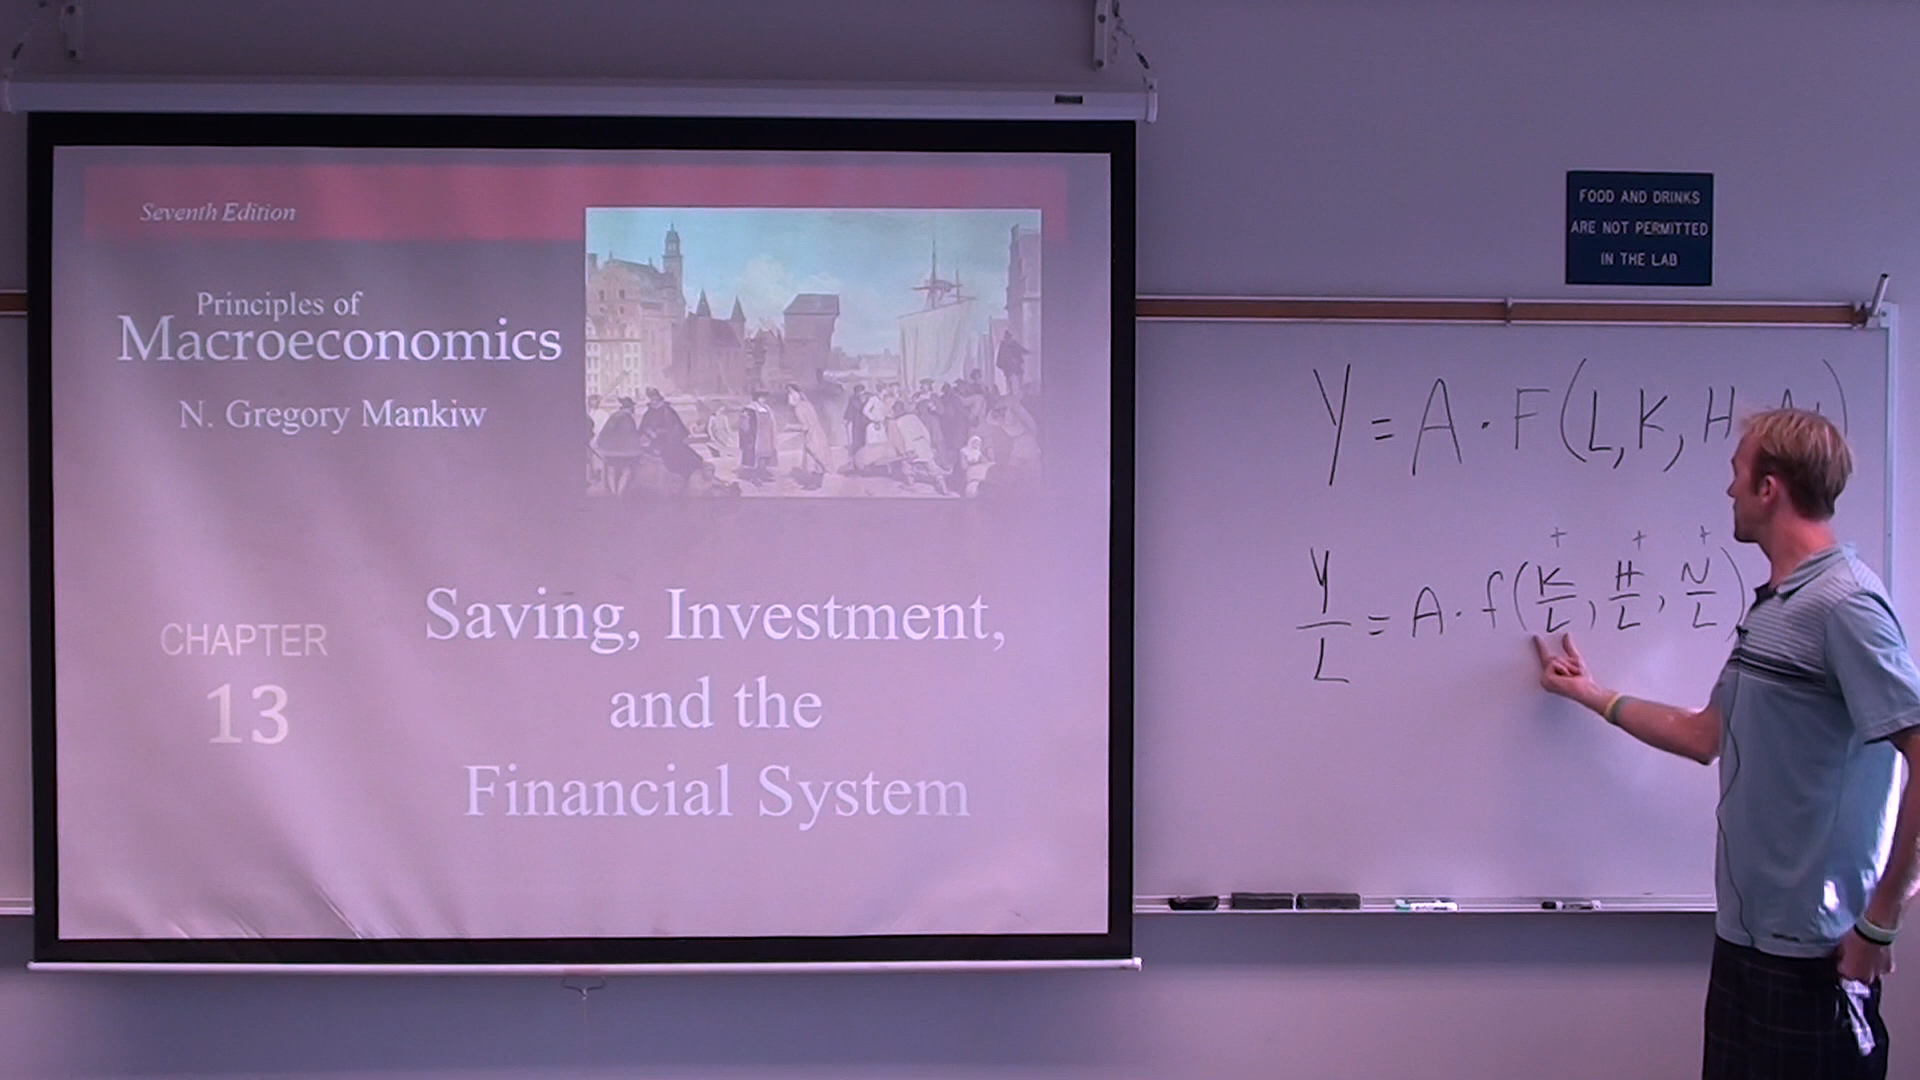 Seventh Edition
Principles of
Macroeconomics
N. Gregory Mankiw
CHAPTER
13
Saving, Investment,
and the
Financial System
FOOD AND DRINKS
ARE NOT PERMITTED
IN THE LAB
Y = A · F(L, K, H
+ + +
Y/L = A · f(K/L, H/L, N/L)